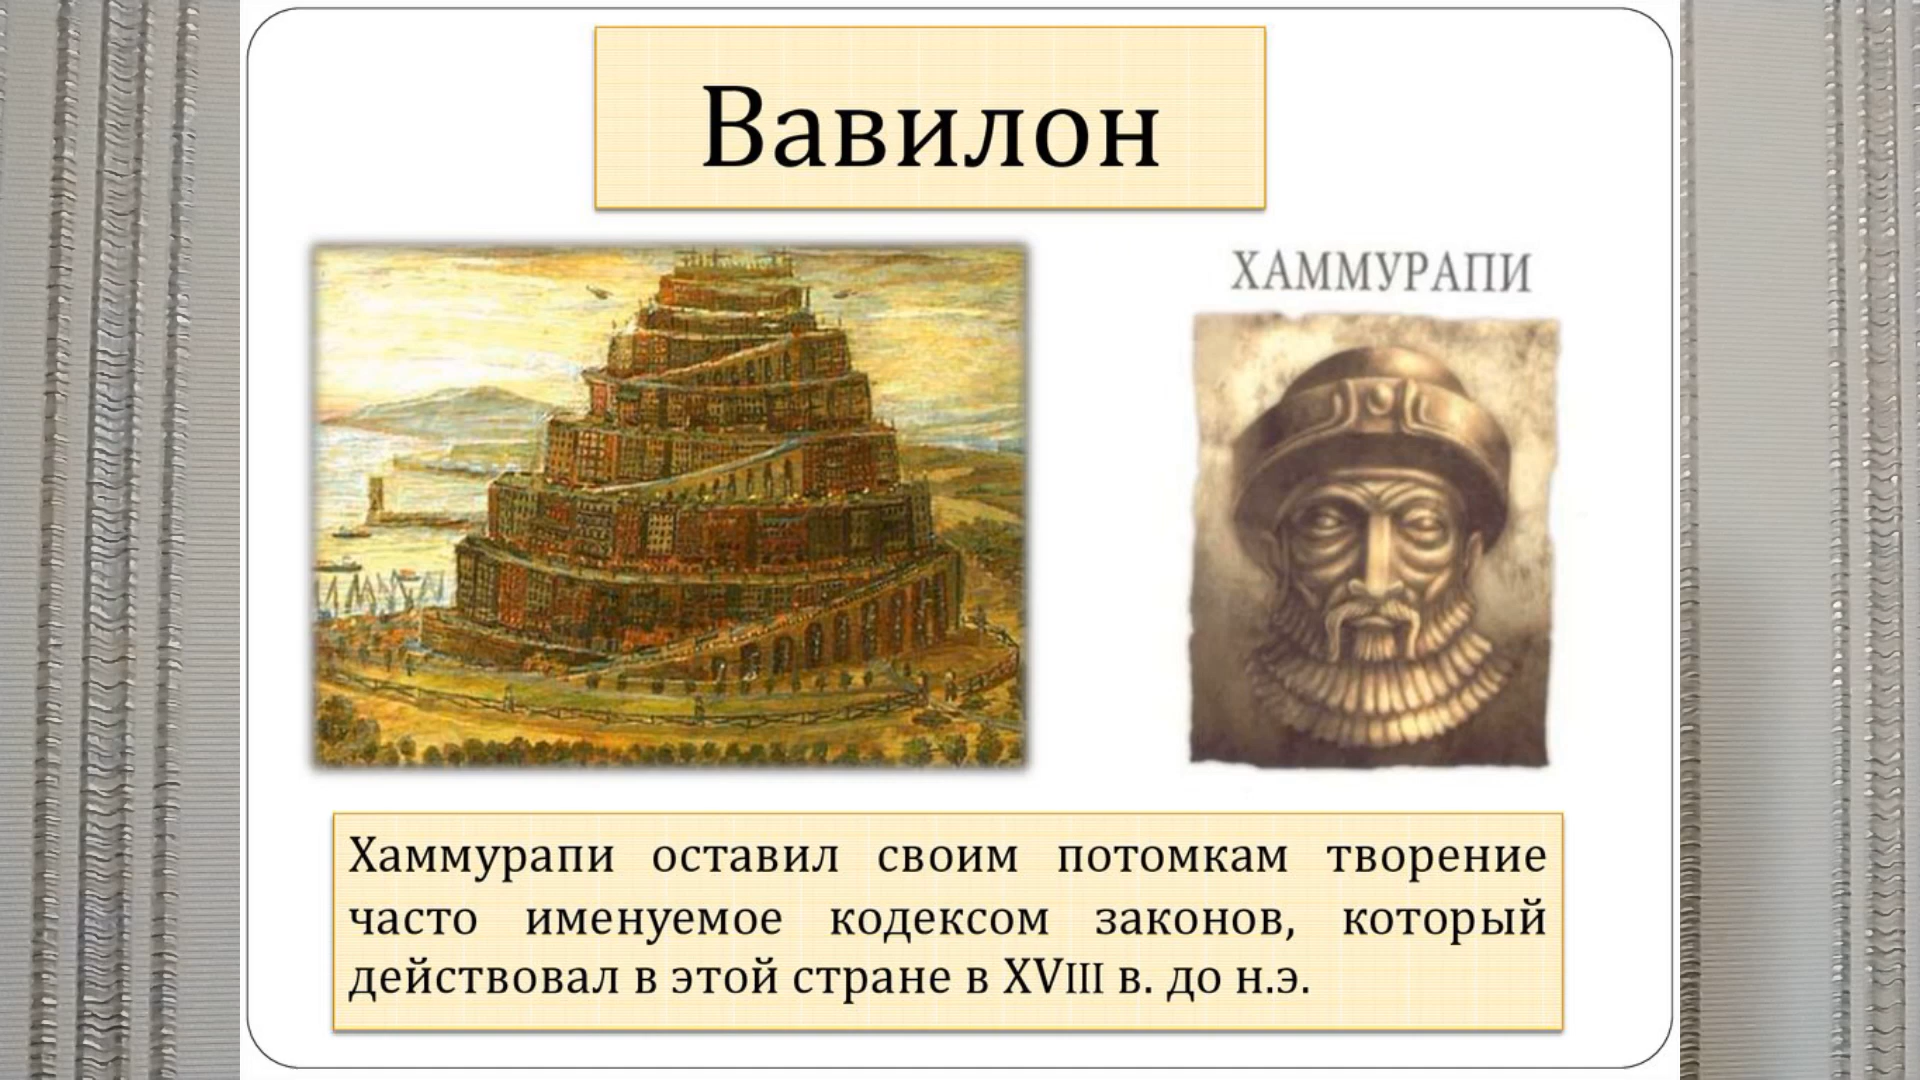 Вавилон
ХАММУРАПИ
Хаммурапи оставил своим потомкам творение
часто именуемое кодексом законов, который
действовал в этой стране в XVIII в. до н.э.